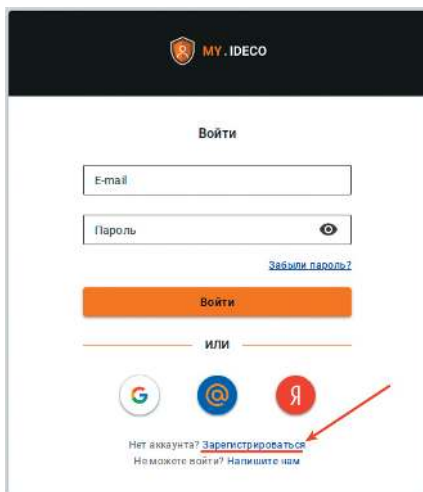 MY.IDECO
Войти
E-mail
Пароль
Забыли пароль?
Войти
или
G
@
Я
Нет аккаунта? Зарегистрироваться
Не можете войти? Напишите нам